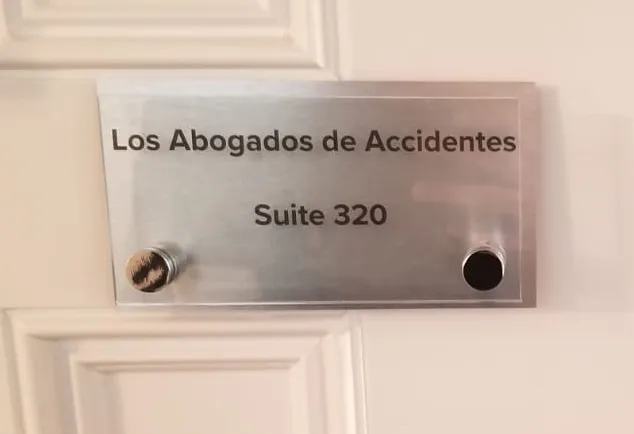 Los Abogados de Accidentes
Suite 320